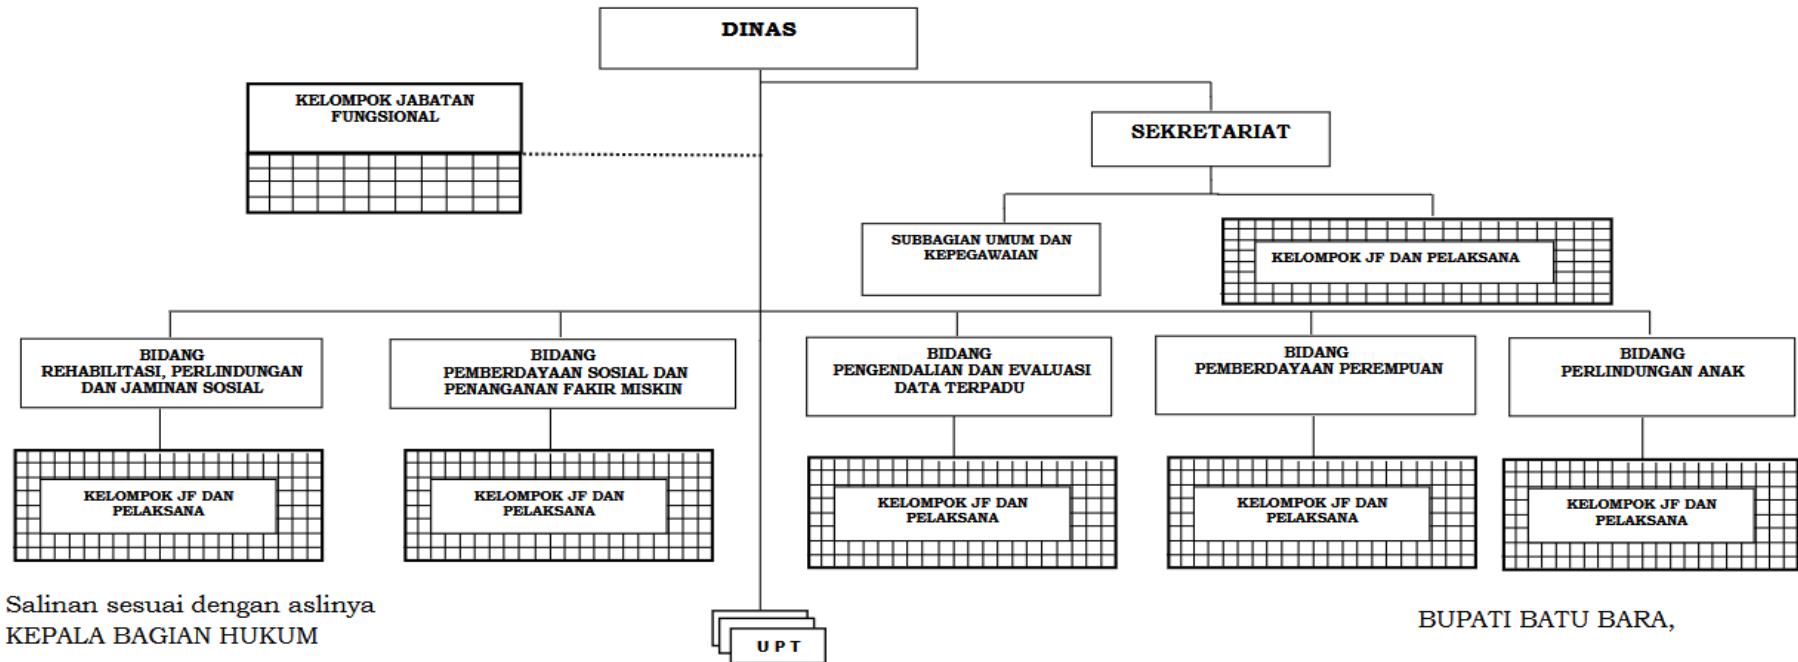 DINAS
KELOMPOK JABATAN
FUNGSIONAL
SEKRETARIAT
SUBBAGIAN UMUM DAN
KEPEGAWAIAN
KELOMPOK JF DAN PELAKSANA
BIDANG
REHABILITASI, PERLINDUNGAN
DAN JAMINAN SOSIAL
BIDANG
PEMBERDAYAAN SOSIAL DAN
PENANGANAN FAKIR MISKIN
BIDANG
PENGENDALIAN DAN EVALUASI
DATA TERPADU
BIDANG
PEMBERDAYAAN PEREMPUAN
BIDANG
PERLINDUNGAN ANAK
KELOMPOK JF DAN
PELAKSANA
KELOMPOK JF DAN
PELAKSANA
KELOMPOK JF DAN
PELAKSANA
KELOMPOK JF DAN
PELAKSANA
KELOMPOK JF DAN
PELAKSANA
Salinan sesuai dengan aslinya
KEPALA BAGIAN HUKUM
UPT
BUPATI BATU BARA,